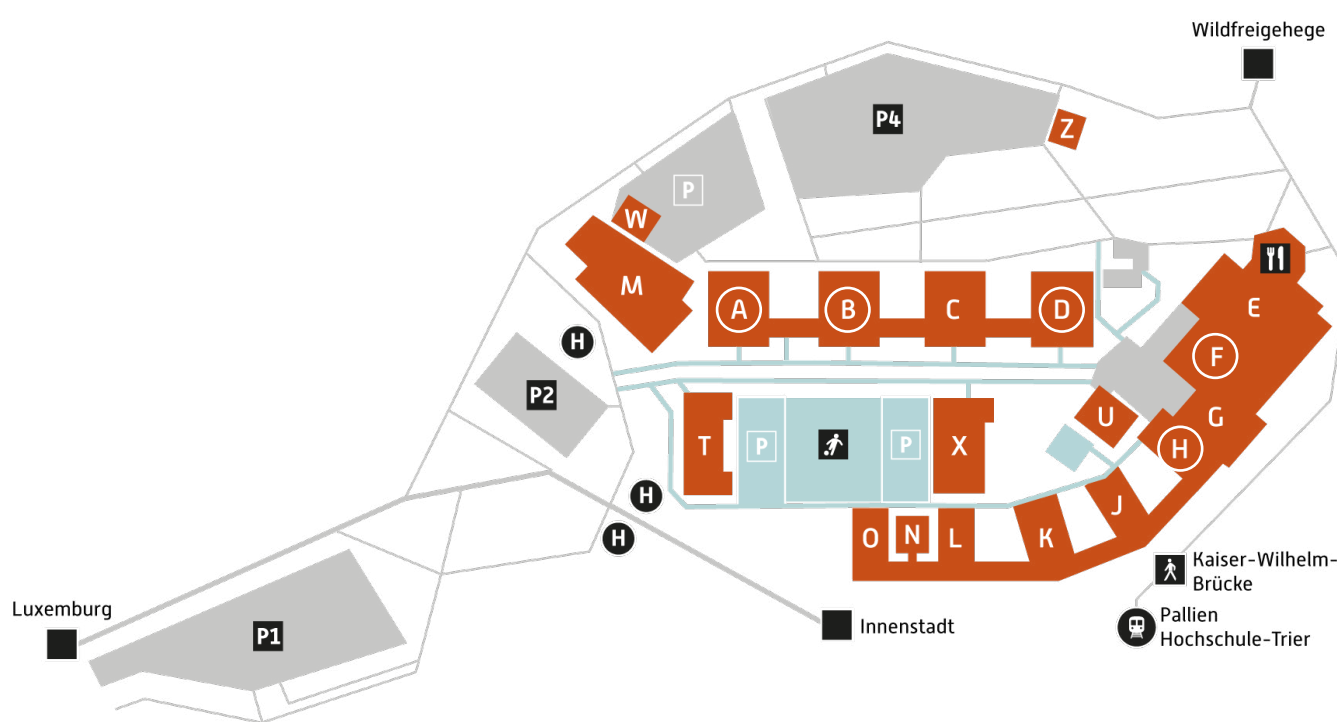 Wildfreigehege
P4
Z
P
W
M
A
B
C
D
E
F
H
P2
U
G
T
P
P
X
H
H
J
H
O
N
L
K
Kaiser-Wilhelm-
Brücke
Luxemburg
P1
Innenstadt
Pallien
Hochschule-Trier